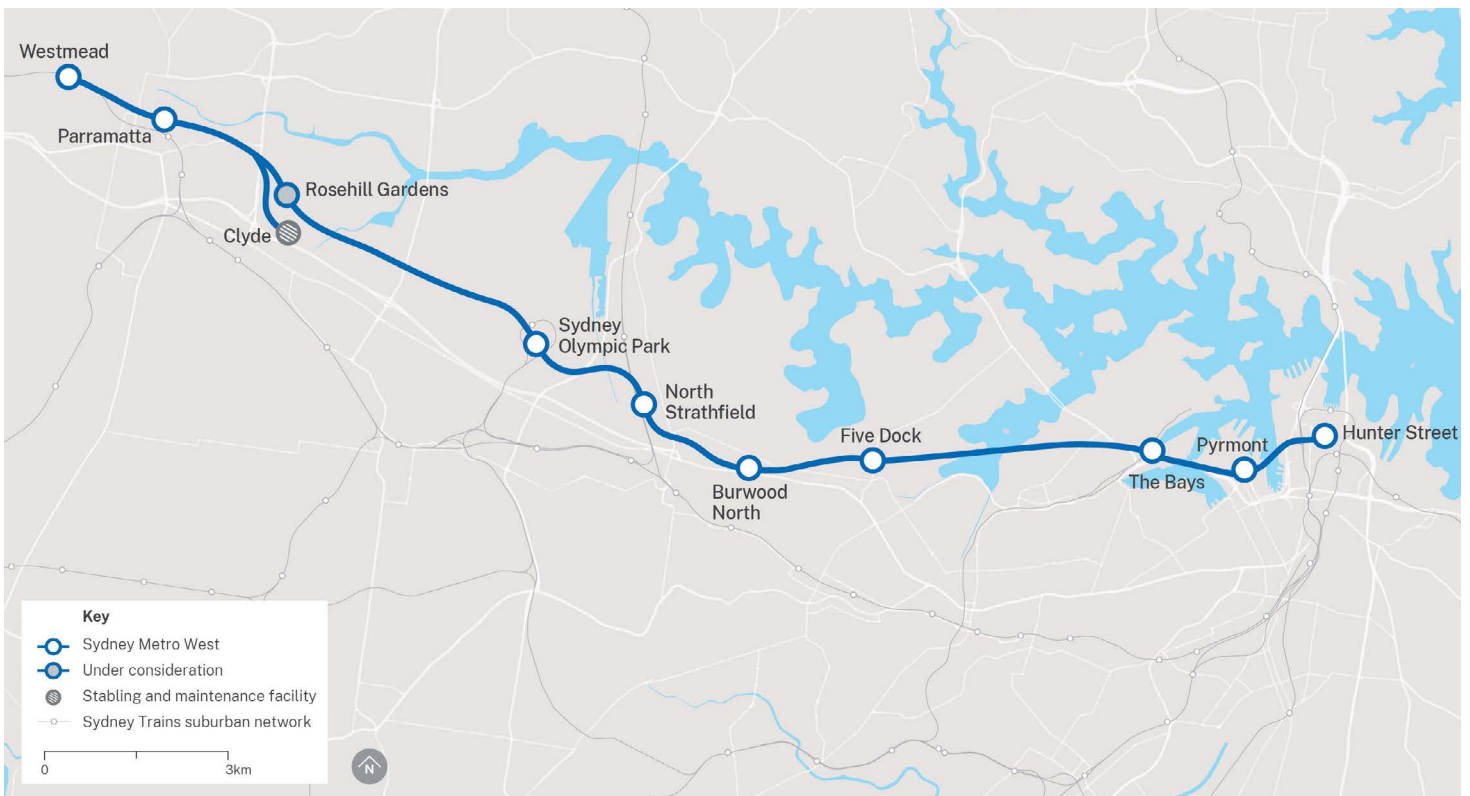 Westmead
Parramatta
Rosehill Gardens
Clyde
Sydney
Olympic Park
North
Strathfield
Burwood
North
Five Dock
The Bays
Pyrmont
Hunter Street
Key
Sydney Metro West
Under consideration
Stabling and maintenance facility
Sydney Trains suburban network
0
3km
N